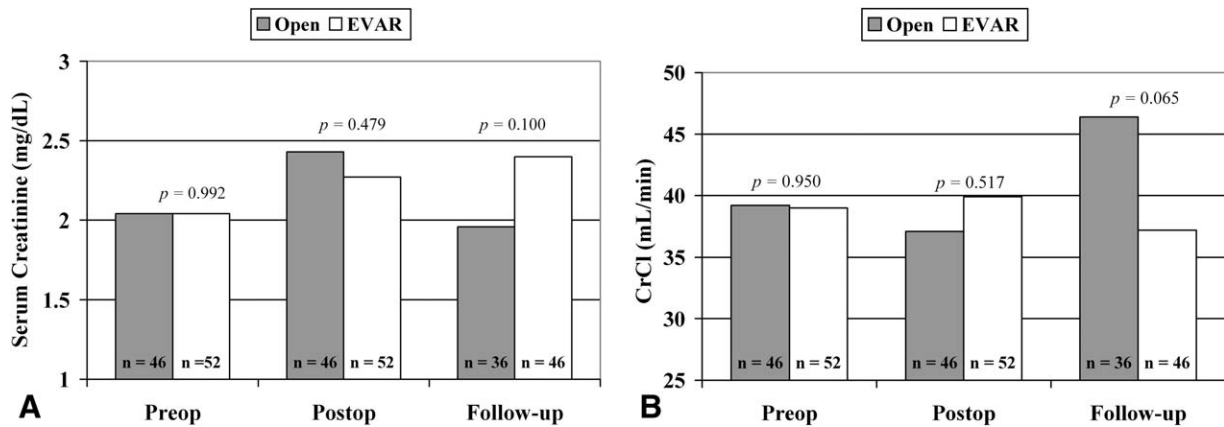 Open EVAR
Serum Creatinine (mg/dL)
3
2.5
2
1.5
1
p = 0.992
p = 0.479
p = 0.100
n = 46
n =52
n = 46
n = 52
n = 36
n = 46
Preop
Postop
Follow-up
A
Open EVAR
CrCl (mL/min)
50
45
40
35
30
25
p = 0.950
p = 0.517
p = 0.065
n = 46
n = 52
n = 46
n = 52
n = 36
n = 46
Preop
Postop
Follow-up
B